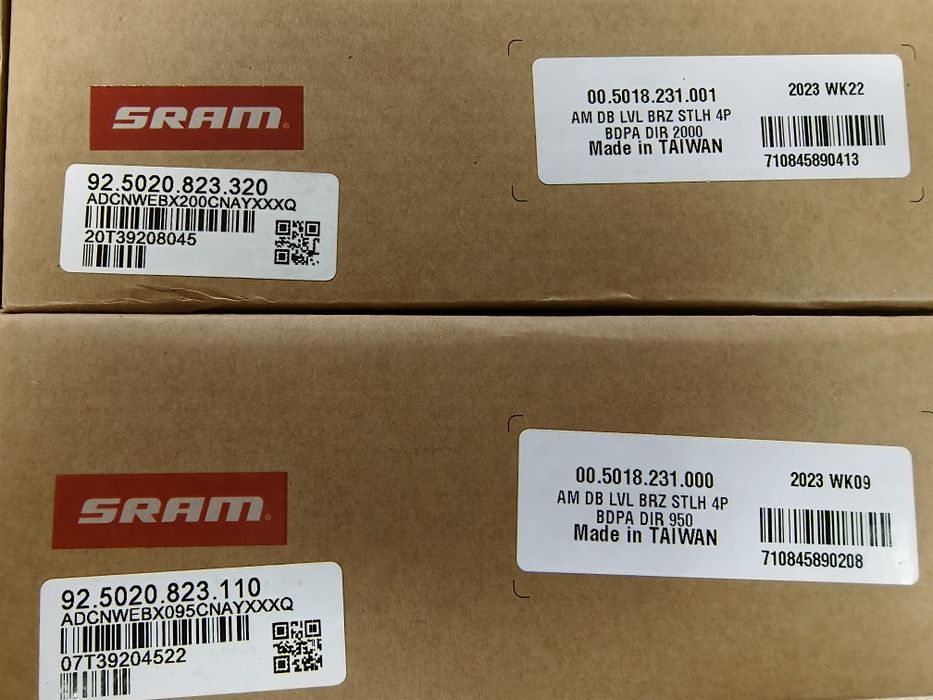 SRAM
92.5020.823.320
ADCNWEBX200CNAYXXXQ
20T39208045
00.5018.231.001
AM DB LVL BRZ STLH 4P
BDPA DIR 2000
Made in TAIWAN
2023 WK22
710845890413
SRAM
92.5020.823.110
ADCNWEBX095CNAYXXXQ
07T39204522
00.5018.231.000
AM DB LVL BRZ STLH 4P
BDPA DIR 950
Made in TAIWAN
2023 WK09
710845890208